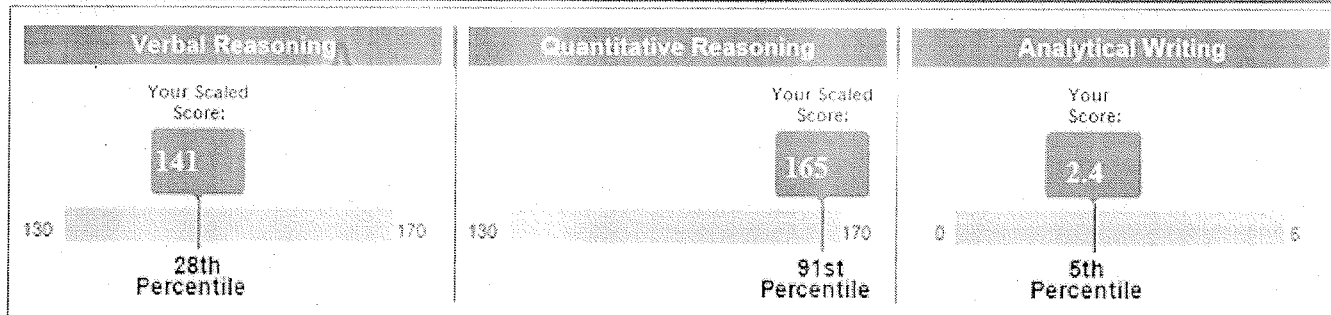 Verbal Reasoning
Your Scaled
Score:
141
130
170
28th
Percentile
Quantitative Reasoning
Your Scaled
Score:
165
130
170
91st
Percentile
Analytical Writing
Your
Score:
2.4
0
6
5th
Percentile